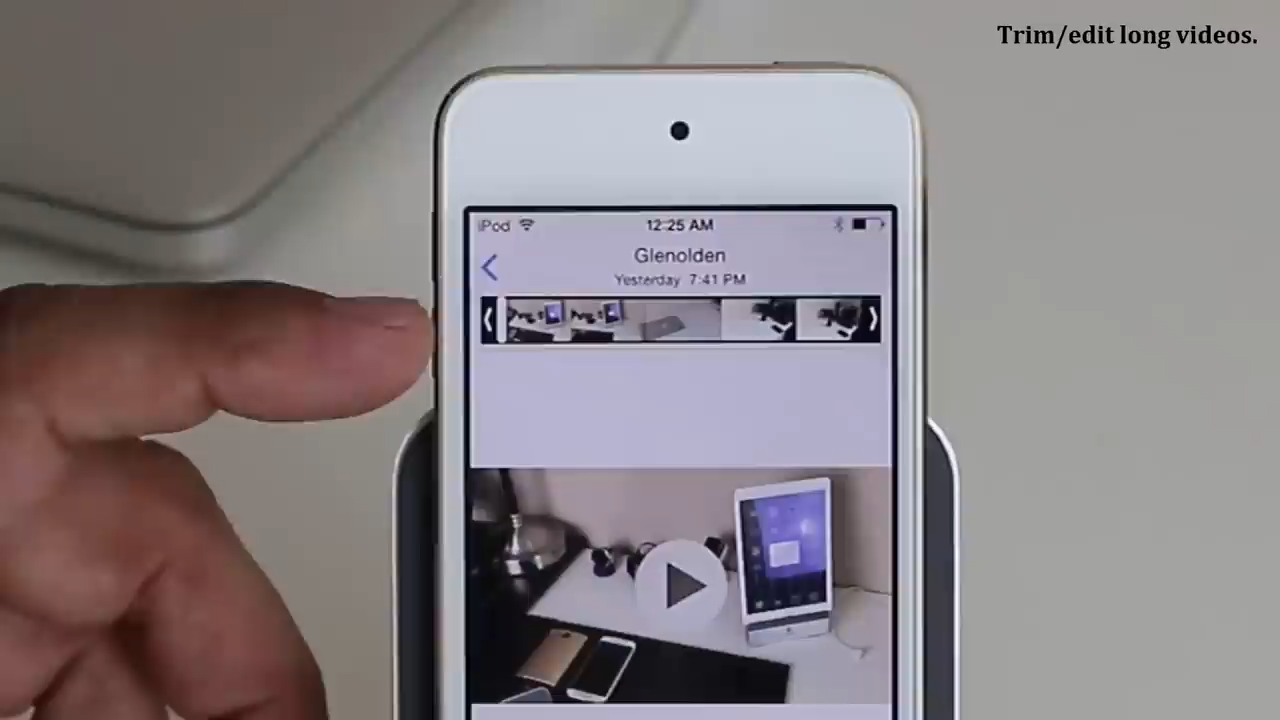 Trim/edit long videos.
iPod 12:25 AM
Glenolden
Yesterday 7:41 PM